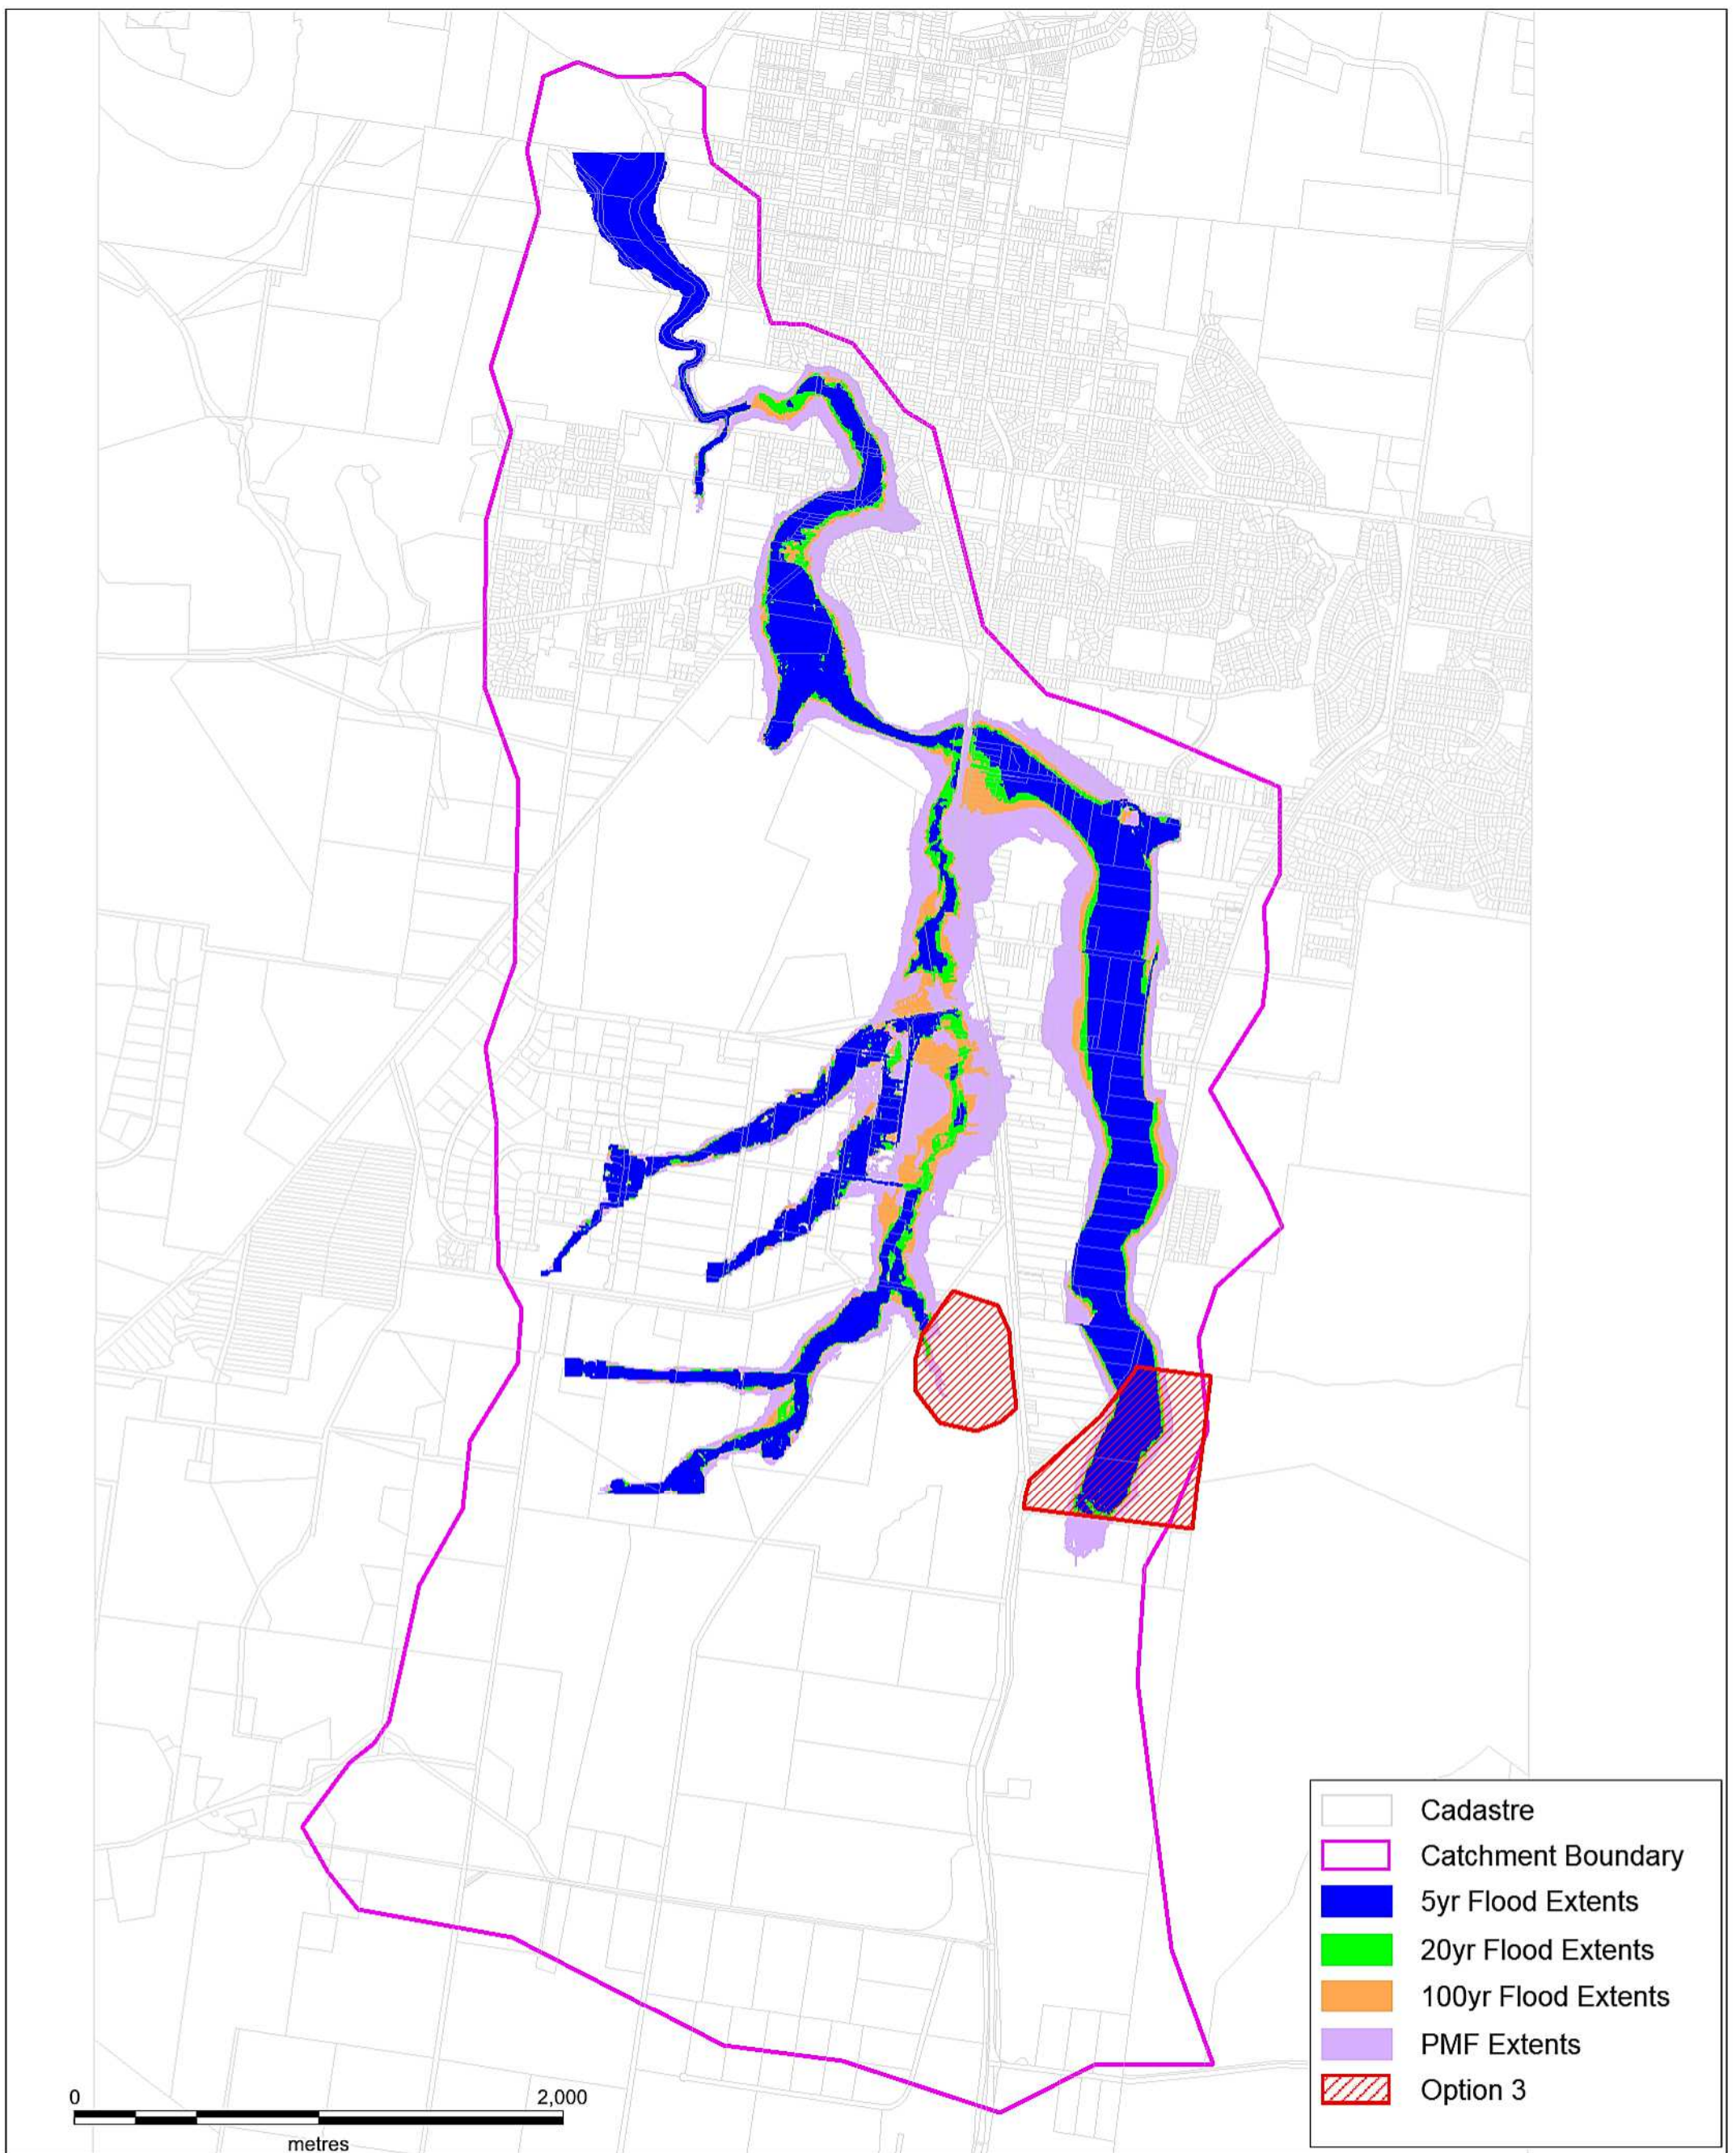 Cadastre
Catchment Boundary
5yr Flood Extents
20yr Flood Extents
100yr Flood Extents
PMF Extents
Option 3
0 2,000
metres